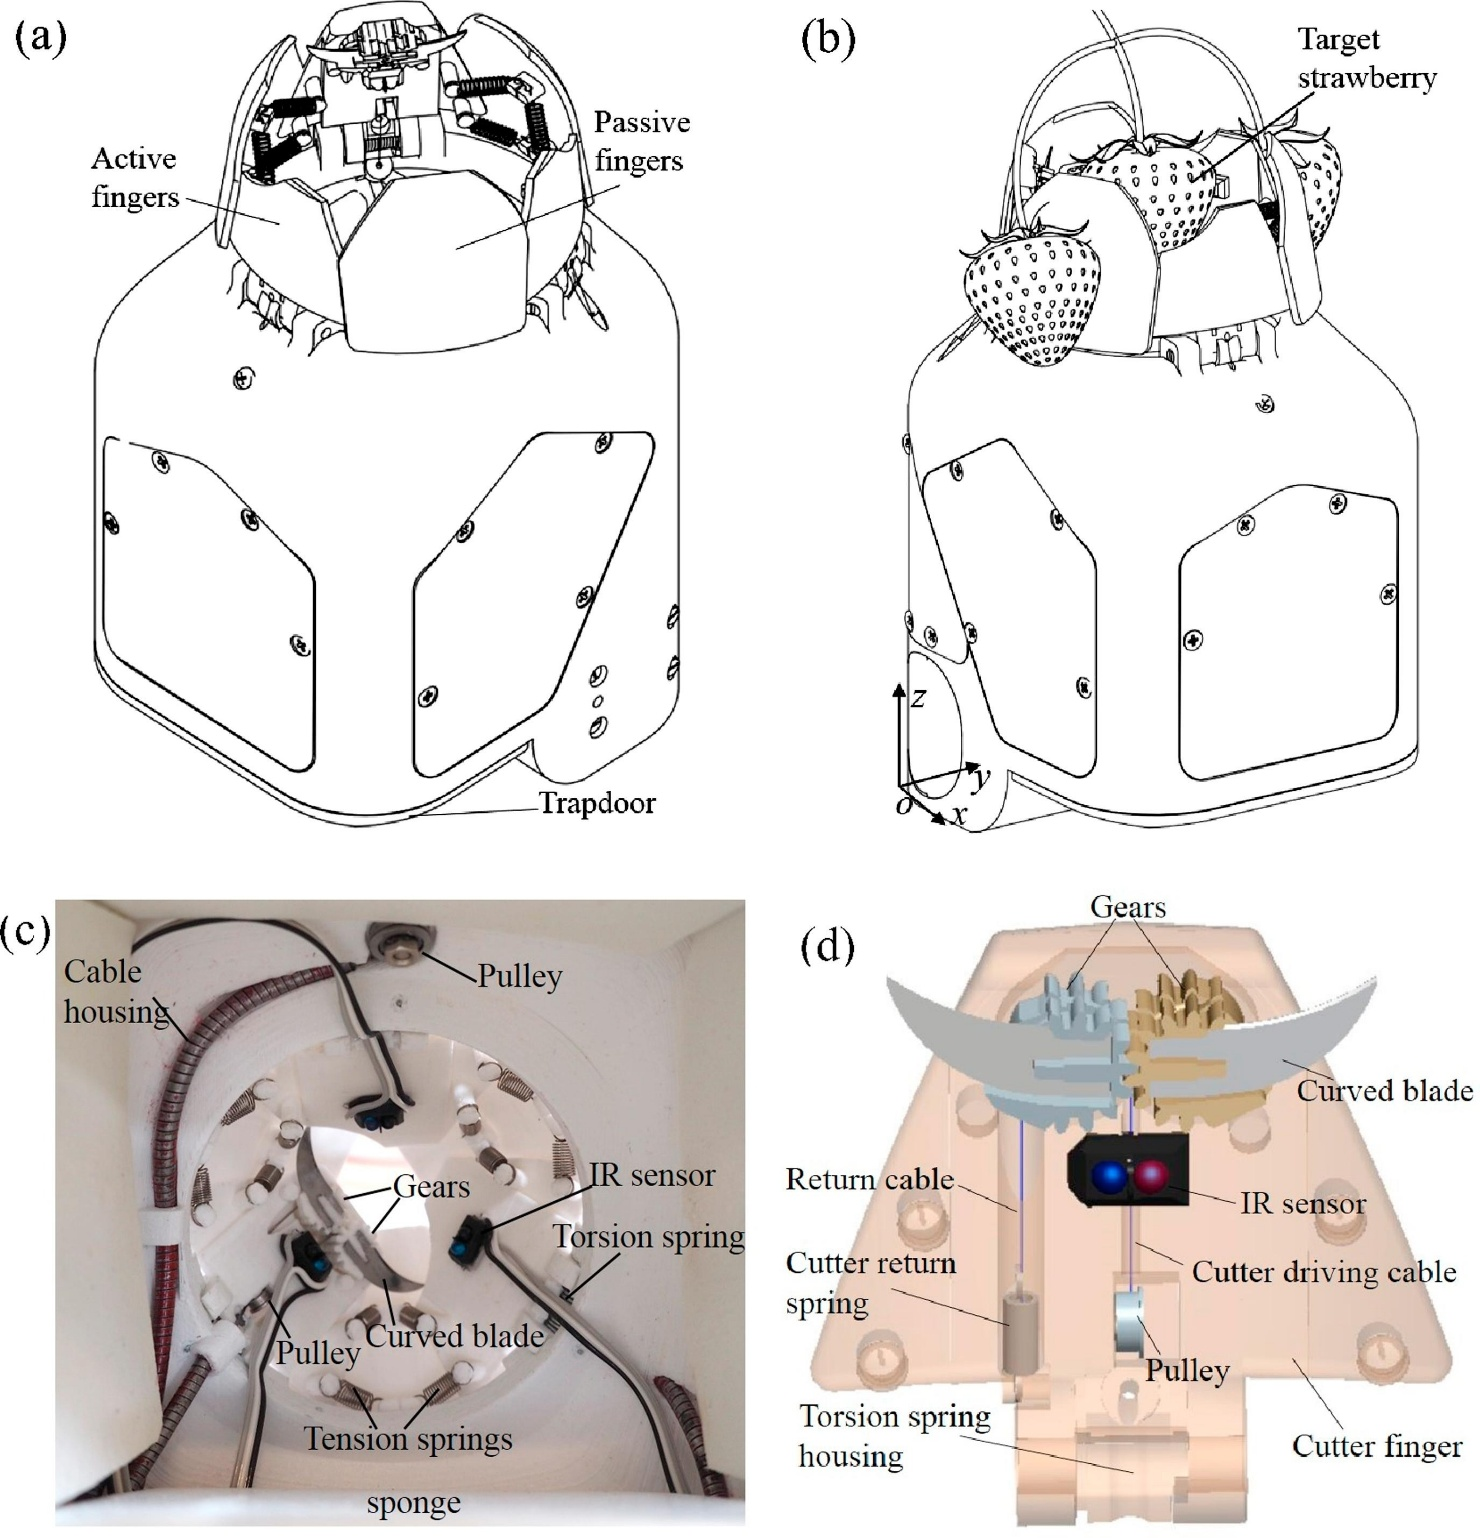 (a)
Active
fingers
Passive
fingers
Trapdoor
(b)
Target
strawberry
z
y
o
x
(c)
Cable
housing
Pulley
Gears
IR sensor
Torsion spring
Curved blade
Pulley
Tension springs
sponge
(d)
Gears
Curved blade
Return cable
IR sensor
Cutter return
spring
Cutter driving cable
Pulley
Torsion spring
housing
Cutter finger